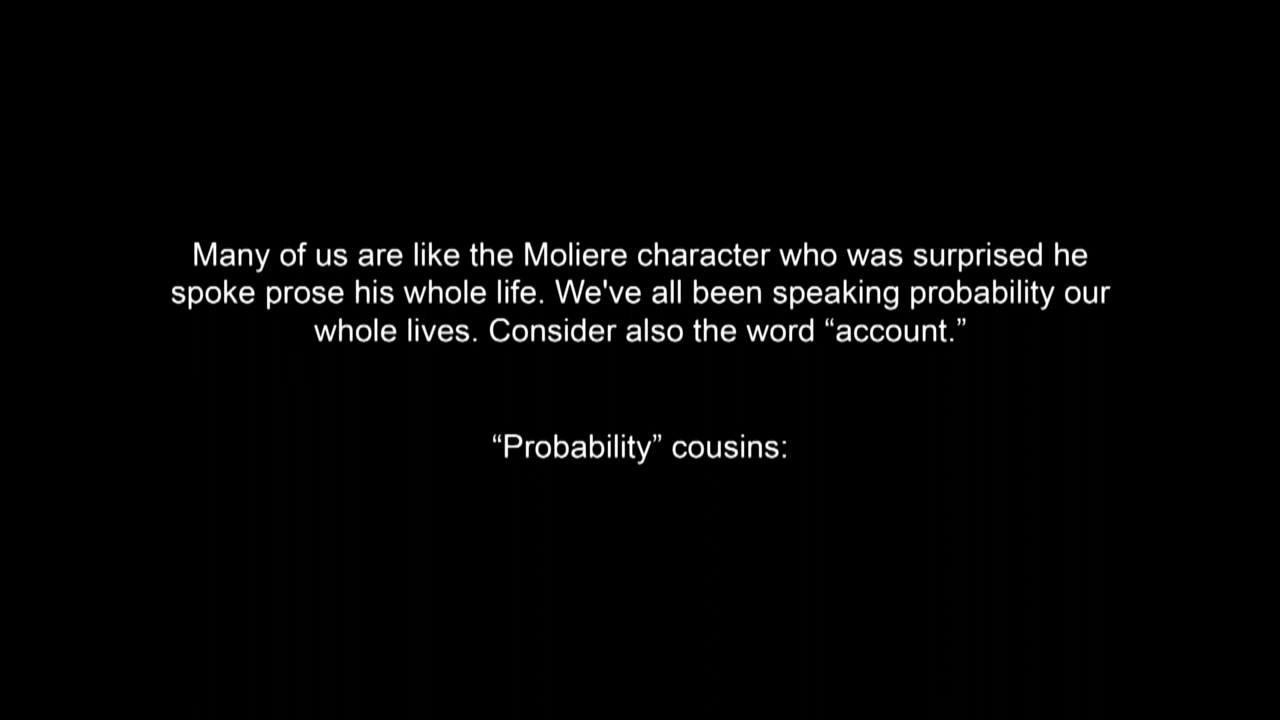 Many of us are like the Moliere character who was surprised he
spoke prose his whole life. We've all been speaking probability our
whole lives. Consider also the word “account.”
“Probability” cousins: